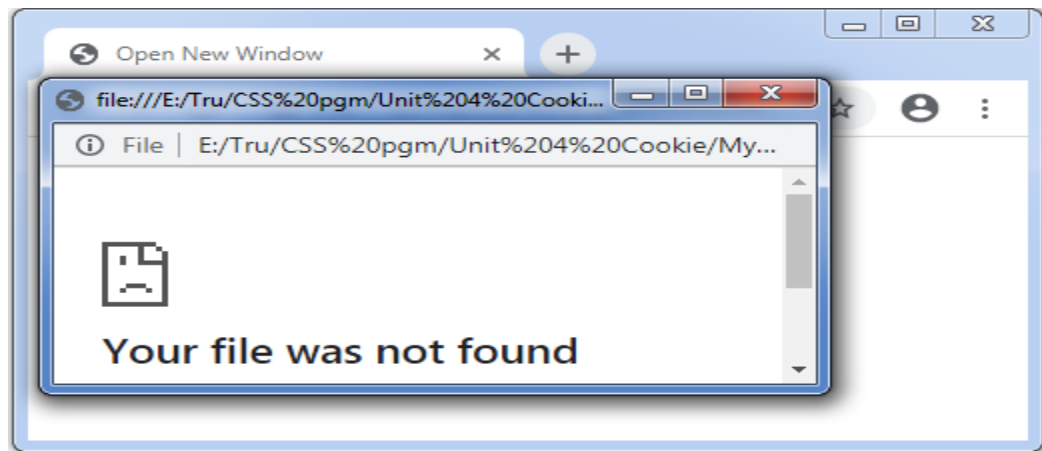 Open New Window
file:///E:/Tru/CSS%20pgm/Unit%204%20Cooki...
File | E:/Tru/CSS%20pgm/Unit%204%20Cookie/My...
Your file was not found